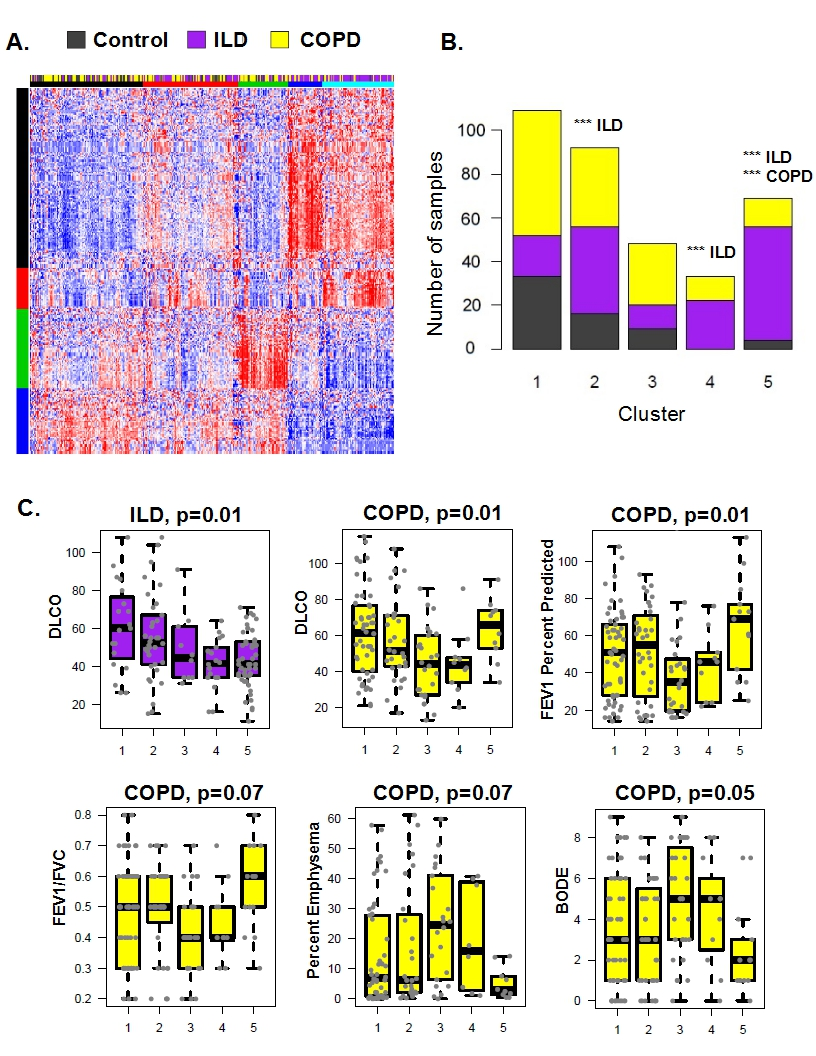 A. Control ILD COPD
B.
Number of samples
100
80
60
40
20
0
*** ILD
*** ILD
*** ILD
*** COPD
1 2 3 4 5
Cluster
C.
ILD, p=0.01
DLCO
100
80
60
40
20
1 2 3 4 5
COPD, p=0.01
DLCO
100
80
60
40
20
1 2 3 4 5
COPD, p=0.01
FEV1 Percent Predicted
100
80
60
40
20
1 2 3 4 5
COPD, p=0.07
FEV1/FVC
0.8
0.7
0.6
0.5
0.4
0.3
0.2
1 2 3 4 5
COPD, p=0.07
Percent Emphysema
60
50
40
30
20
10
0
1 2 3 4 5
COPD, p=0.05
BODE
8
6
4
2
0
1 2 3 4 5